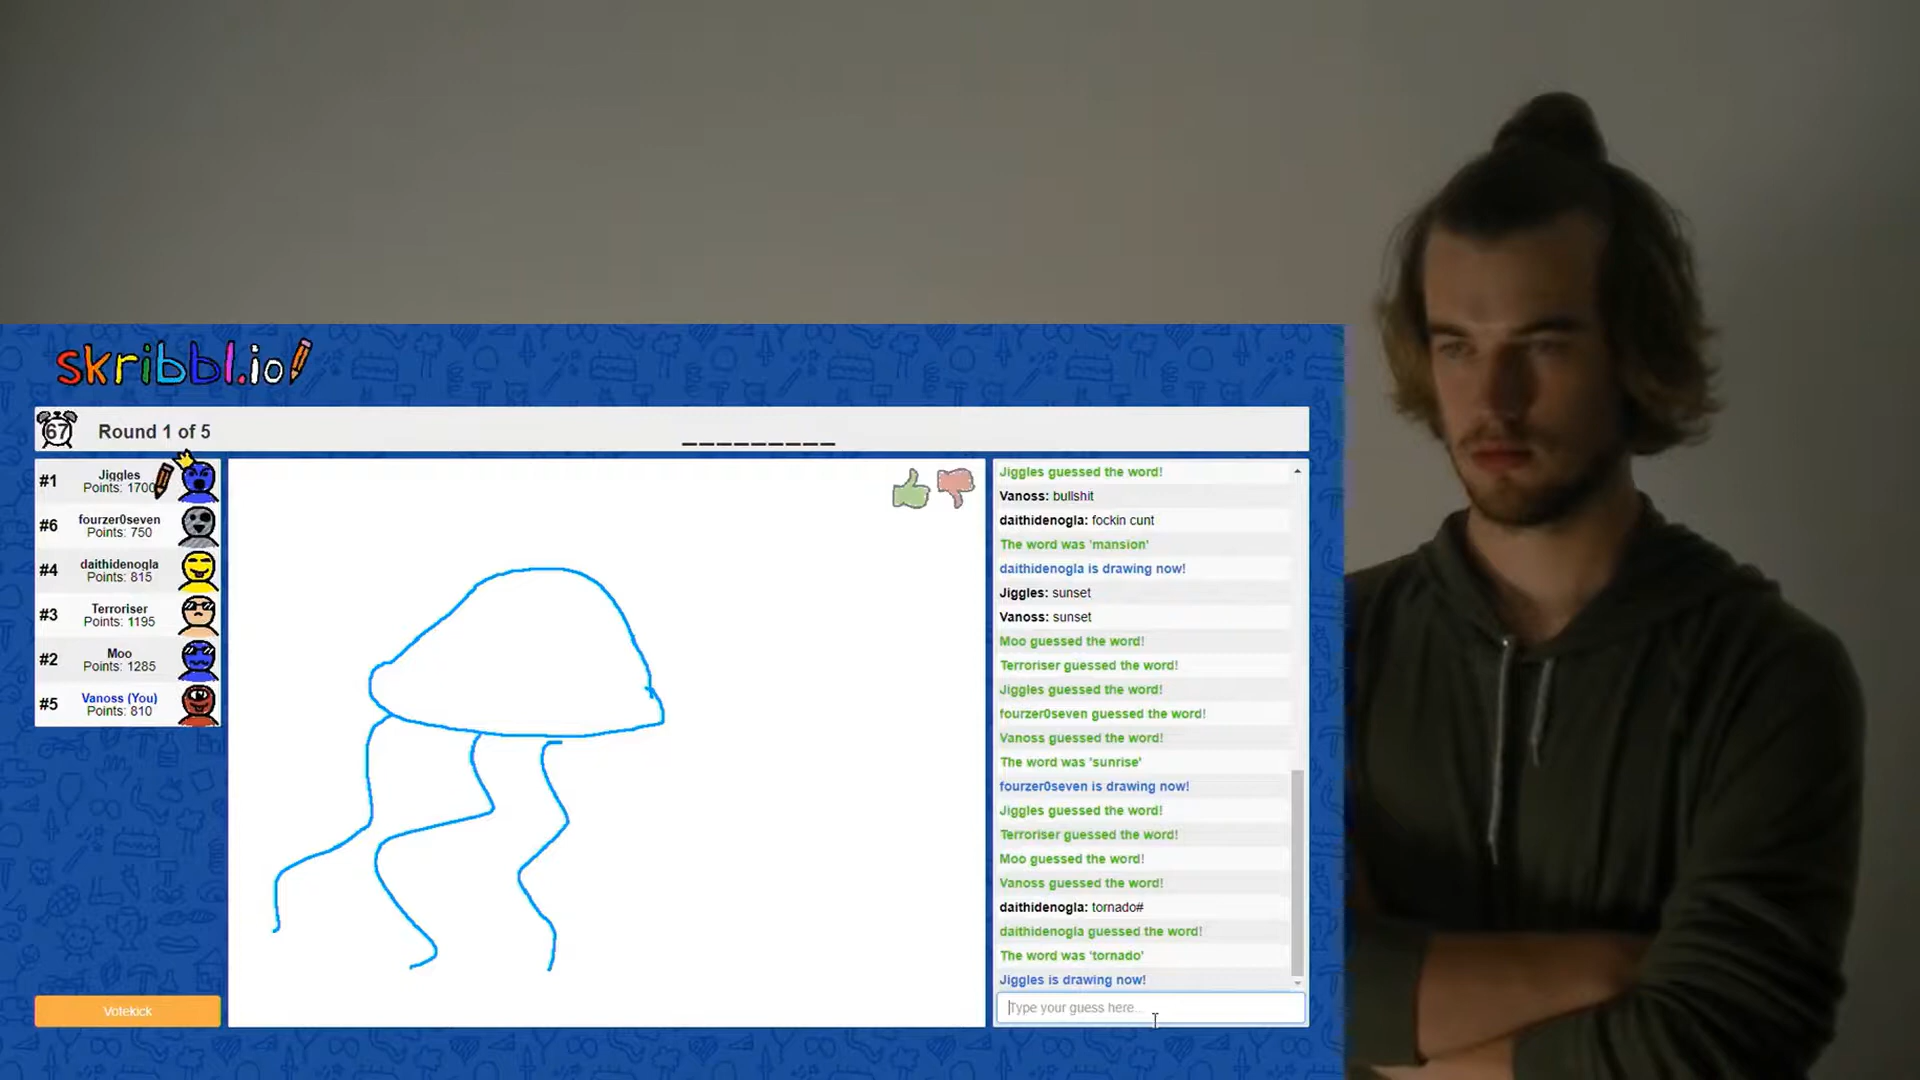 skribbl.io
67
Round 1 of 5
_________
#1
Jiggles
Points: 1700
#6
fourzer0seven
Points: 750
#4
daithidenogla
Points: 815
#3
Terroriser
Points: 1195
#2
Moo
Points: 1285
#5
Vanoss (You)
Points: 810
Votekick
Jiggles guessed the word!
Vanoss: bullshit
daithidenogla: fockin cunt
The word was 'mansion'
daithidenogla is drawing now!
Jiggles: sunset
Vanoss: sunset
Moo guessed the word!
Terroriser guessed the word!
Jiggles guessed the word!
fourzer0seven guessed the word!
Vanoss guessed the word!
The word was 'sunrise'
fourzer0seven is drawing now!
Jiggles guessed the word!
Terroriser guessed the word!
Moo guessed the word!
Vanoss guessed the word!
daithidenogla: tornado#
daithidenogla guessed the word!
The word was 'tornado'
Jiggles is drawing now!
Type your guess here...